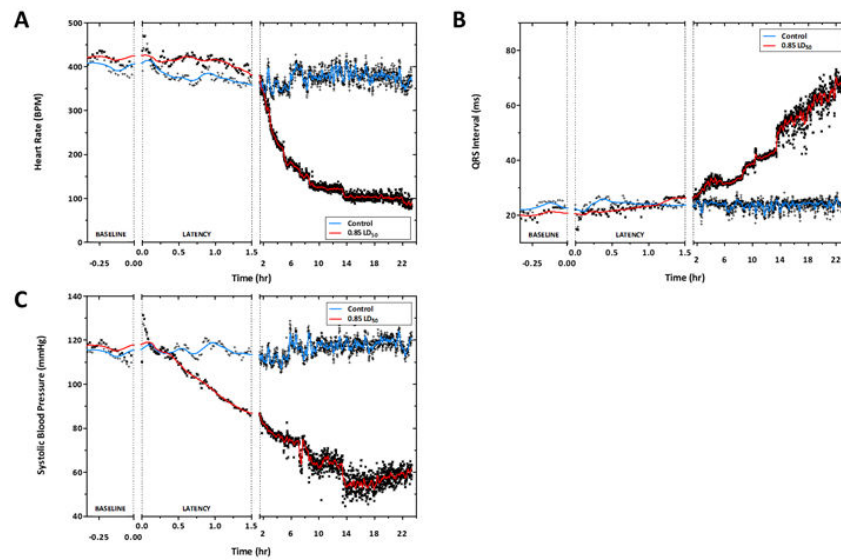 A
500
400
300
200
100
0
Heart Rate (BPM)
BASELINE
LATENCY
Control
0.85 LD50
-0.25
0.00
0.0
0.5
1.0
1.5
2
6
10
14
18
22
Time (hr)
B
80
60
40
20
QRS Interval (ms)
Control
0.85 LD50
BASELINE
LATENCY
-0.25
0.00
0.0
0.5
1.0
1.5
2
6
10
14
18
22
Time (hr)
C
140
120
100
80
60
40
Systolic Blood Pressure (mmHg)
Control
0.85 LD50
BASELINE
LATENCY
-0.25
0.00
0.0
0.5
1.0
1.5
2
6
10
14
18
22
Time (hr)